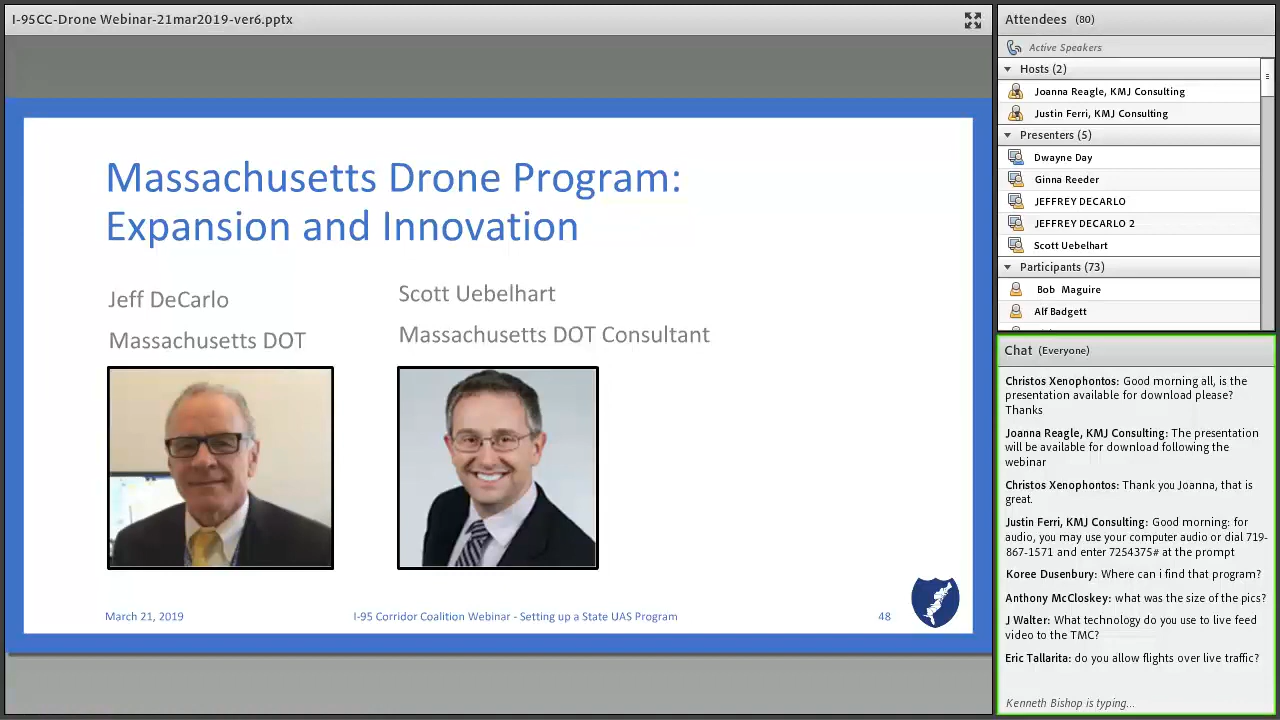 I-95CC-Drone Webinar-21mar2019-ver6.pptx
Massachusetts Drone Program:
Expansion and Innovation
Jeff DeCarlo
Massachusetts DOT
Scott Uebelhart
Massachusetts DOT Consultant
March 21, 2019
I-95 Corridor Coalition Webinar - Setting up a State UAS Program
48
Attendees (80)
Active Speakers
Hosts (2)
Joanna Reagle, KMJ Consulting
Justin Ferri, KMJ Consulting
Presenters (5)
Dwayne Day
Ginna Reeder
JEFFREY DECARLO
JEFFREY DECARLO 2
Scott Uebelhart
Participants (73)
Bob Maguire
Alf Badgett
Chat (Everyone)
Christos Xenophontos: Good morning all, is the
presentation available for download please?
Thanks
Joanna Reagle, KMJ Consulting: The presentation
will be available for download following the
webinar
Christos Xenophontos: Thank you Joanna, that is
great.
Justin Ferri, KMJ Consulting: Good morning: for
audio, you may use your computer audio or dial 719-
867-1571 and enter 7254375# at the prompt
Koree Dusenbury: Where can i find that program?
Anthony McCloskey: what was the size of the pics?
J Walter: What technology do you use to live feed
video to the TMC?
Eric Tallarita: do you allow flights over live traffic?
Kenneth Bishop is typing...